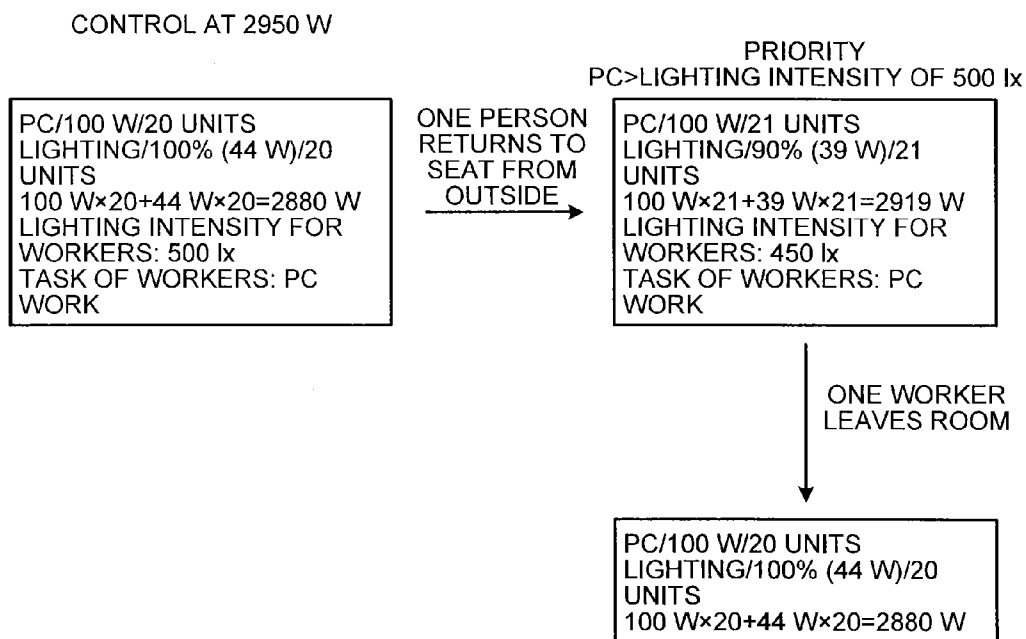 CONTROL AT 2950 W
PRIORITY
PC>LIGHTING INTENSITY OF 500 lx
PC/100 W/20 UNITS
LIGHTING/100% (44 W)/20
UNITS
100 W×20+44 W×20=2880 W
LIGHTING INTENSITY FOR
WORKERS: 500 lx
TASK OF WORKERS: PC
WORK
ONE PERSON
RETURNS TO
SEAT FROM
OUTSIDE
PC/100 W/21 UNITS
LIGHTING/90% (39 W)/21
UNITS
100 W×21+39 W×21=2919 W
LIGHTING INTENSITY FOR
WORKERS: 450 lx
TASK OF WORKERS: PC
WORK
ONE WORKER
LEAVES ROOM
PC/100 W/20 UNITS
LIGHTING/100% (44 W)/20
UNITS
100 W×20+44 W×20=2880 W